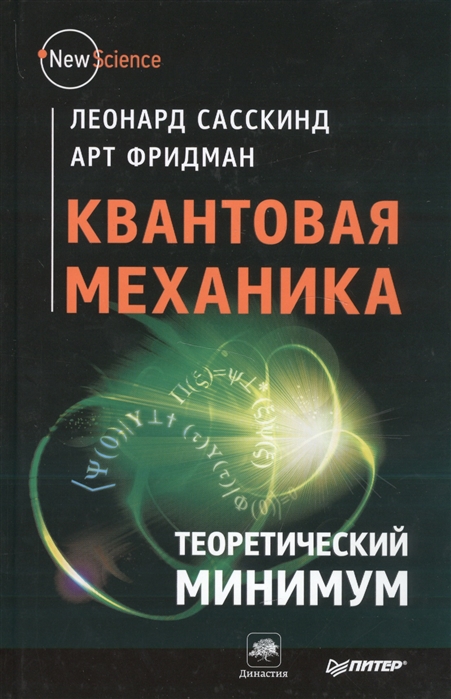 New Science
ЛЕОНАРД САССКИНД
АРТ ФРИДМАН
КВАНТОВАЯ
МЕХАНИКА
ТЕОРЕТИЧЕСКИЙ
МИНИМУМ
Династия
ПИТЕР®